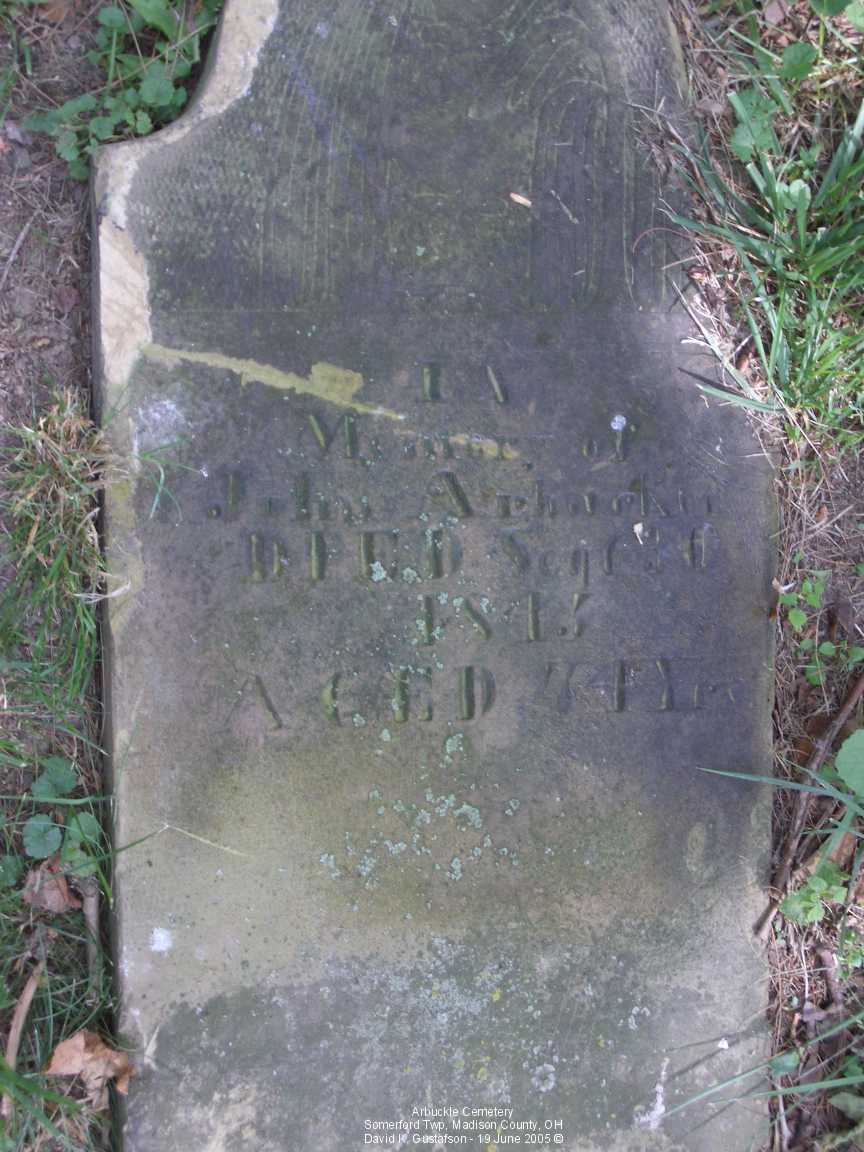 IN
Memory of
John Arbuckle
DIED Sept 20
1845
AGED
Arbuckle Cemetery
Somerford Twp, Madison County, OH
David K. Gustafson - 19 June 2005 ©